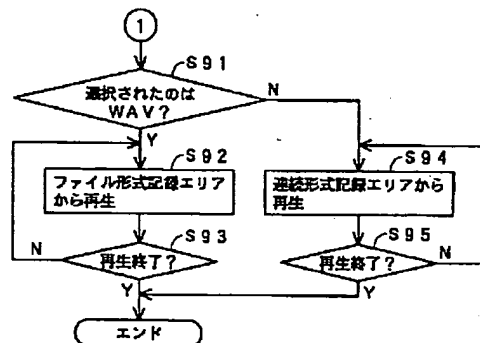 1
S91
選択されたのは
WAV?
N
Y
S92
S94
ファイル形式記録エリア
から再生
連続形式記録エリアから
再生
S93
S95
N
再生終了?
再生終了?
N
Y
Y
エンド